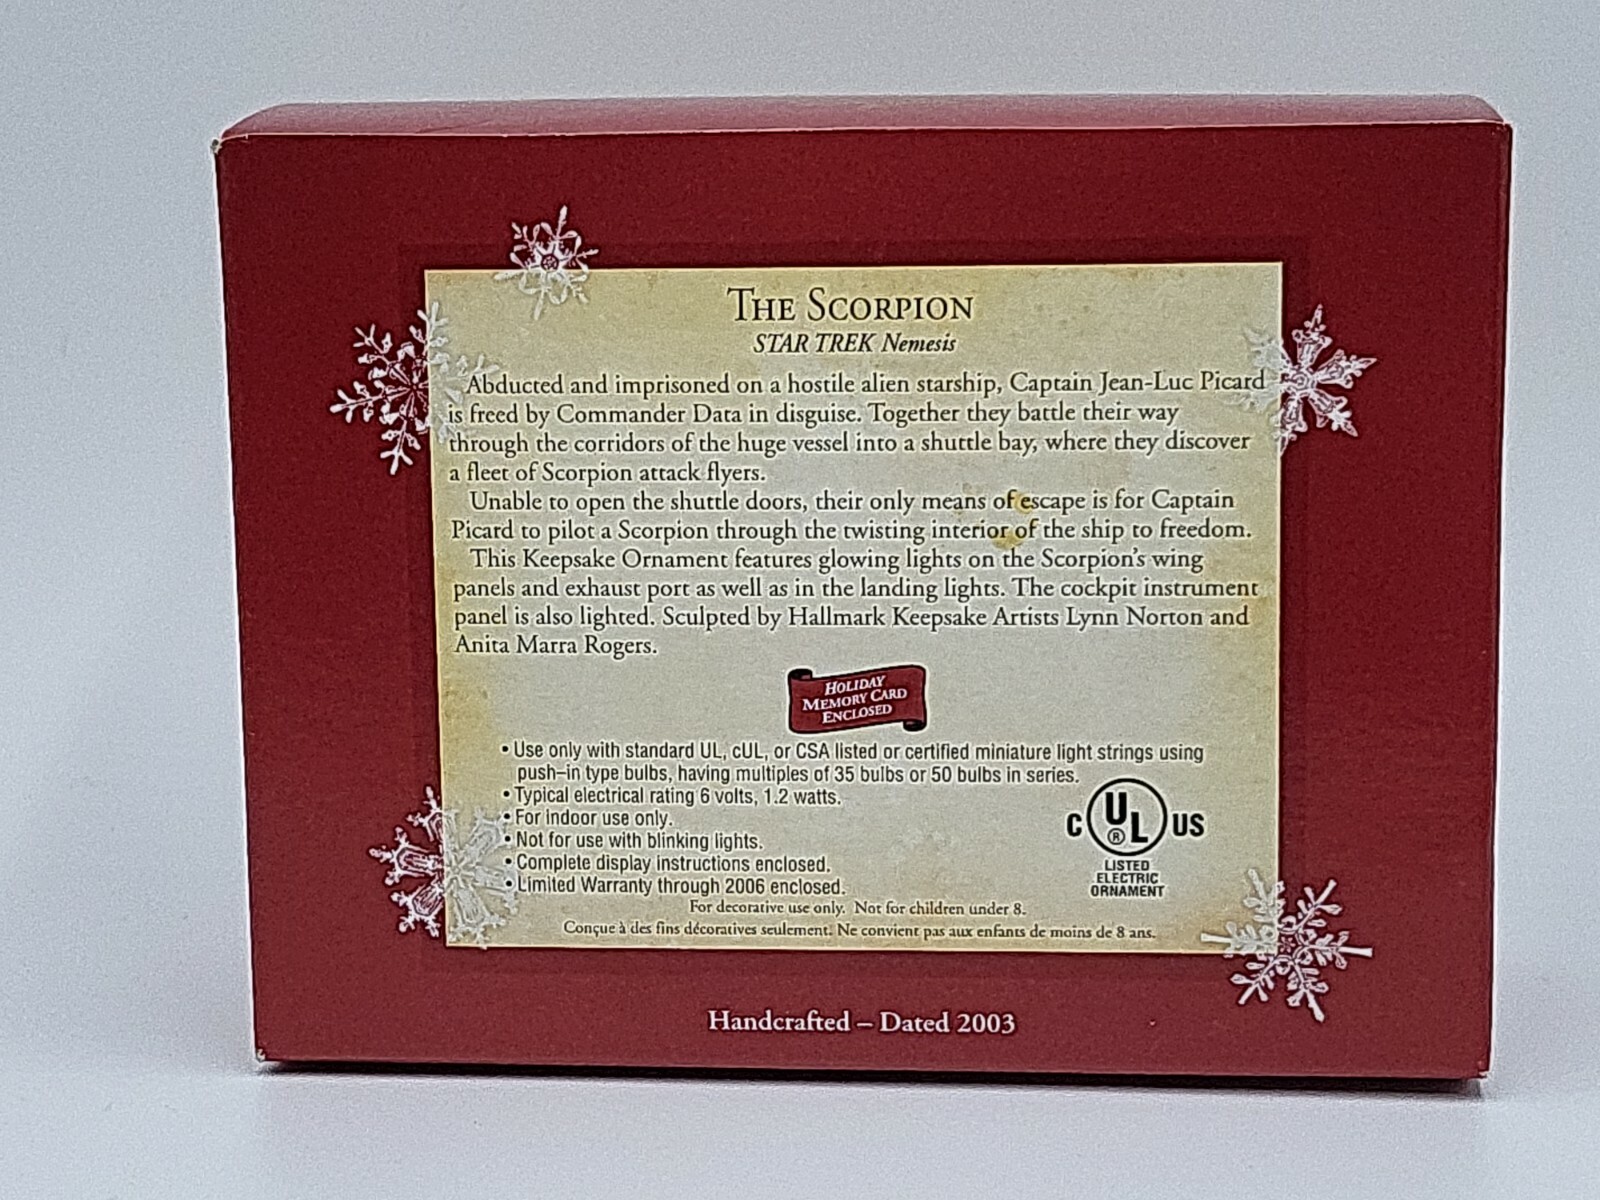 THE SCORPION
STAR TREK Nemesis
Abducted and imprisoned on a hostile alien starship, Captain Jean-Luc Picard
is freed by Commander Data in disguise. Together they battle their way
through the corridors of the huge vessel into a shuttle bay, where they discover
a fleet of Scorpion attack flyers.
Unable to open the shuttle doors, their only means of escape is for Captain
Picard to pilot a Scorpion through the twisting interior of the ship to freedom.
This Keepsake Ornament features glowing lights on the Scorpion's wing
panels and exhaust port as well as in the landing lights. The cockpit instrument
panel is also lighted. Sculpted by Hallmark Keepsake Artists Lynn Norton and
Anita Marra Rogers.
HOLIDAY
MEMORY CARD
ENCLOSED
• Use only with standard UL, cUL, or CSA listed or certified miniature light strings using
push–in type bulbs, having multiples of 35 bulbs or 50 bulbs in series.
• Typical electrical rating 6 volts, 1.2 watts.
• For indoor use only.
• Not for use with blinking lights.
• Complete display instructions enclosed.
• Limited Warranty through 2006 enclosed.
C UL ® US
LISTED
ELECTRIC
ORNAMENT
For decorative use only. Not for children under 8.
Conçue à des fins décoratives seulement. Ne convient pas aux enfants de moins de 8 ans.
Handcrafted – Dated 2003